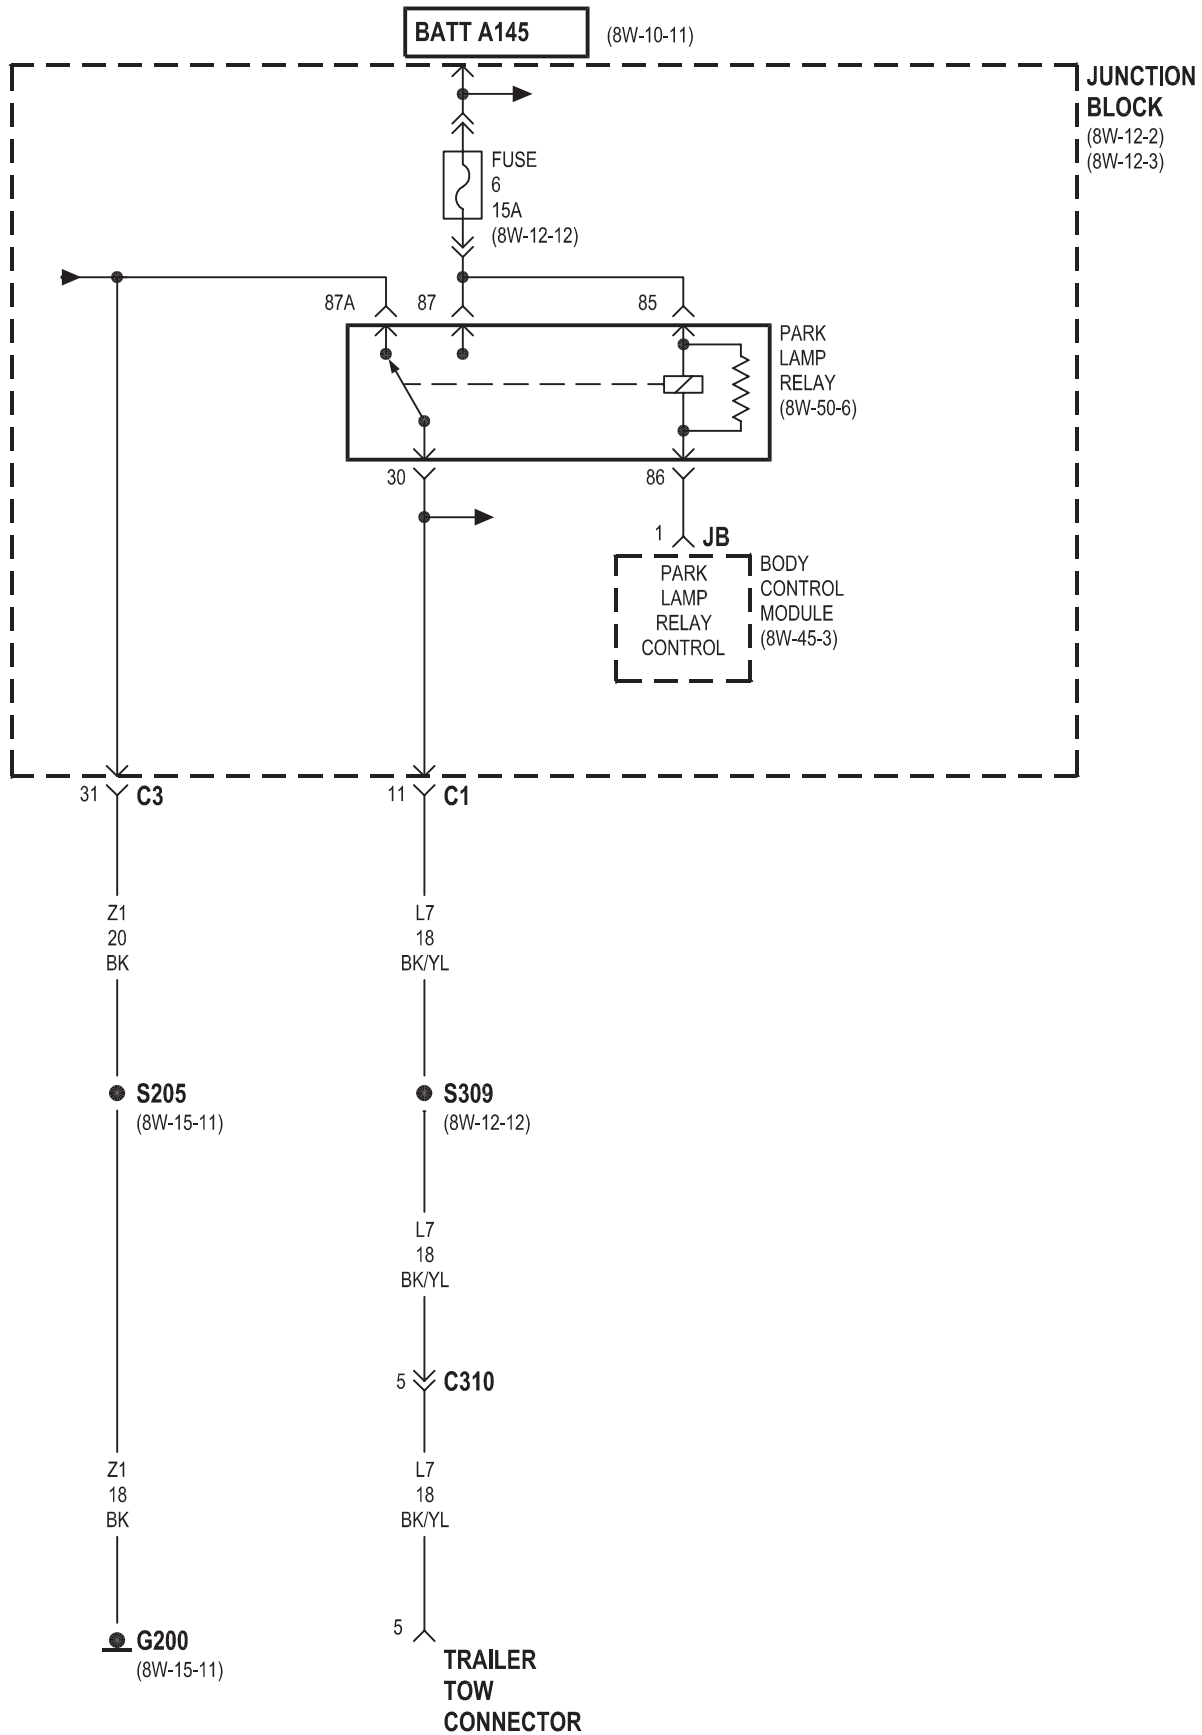 BATT A145
(8W-10-11)
JUNCTION
BLOCK
(8W-12-2)
(8W-12-3)
FUSE
6
15A
(8W-12-12)
87A
87
85
PARK
LAMP
RELAY
(8W-50-6)
30
86
1
JB
PARK
LAMP
RELAY
CONTROL
BODY
CONTROL
MODULE
(8W-45-3)
31
C3
11
C1
Z1
20
BK
L7
18
BK/YL
S205
(8W-15-11)
S309
(8W-12-12)
L7
18
BK/YL
5
C310
Z1
18
BK
L7
18
BK/YL
G200
(8W-15-11)
5
TRAILER
TOW
CONNECTOR